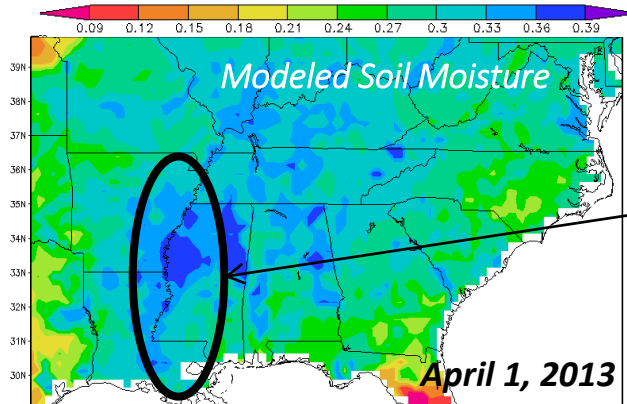 0.09 0.12 0.15 0.18 0.21 0.24 0.27 0.3 0.33 0.36 0.39
Modeled Soil Moisture
39N
38N
37N
36N
35N
34N
33N
32N
31N
30N
April 1, 2013